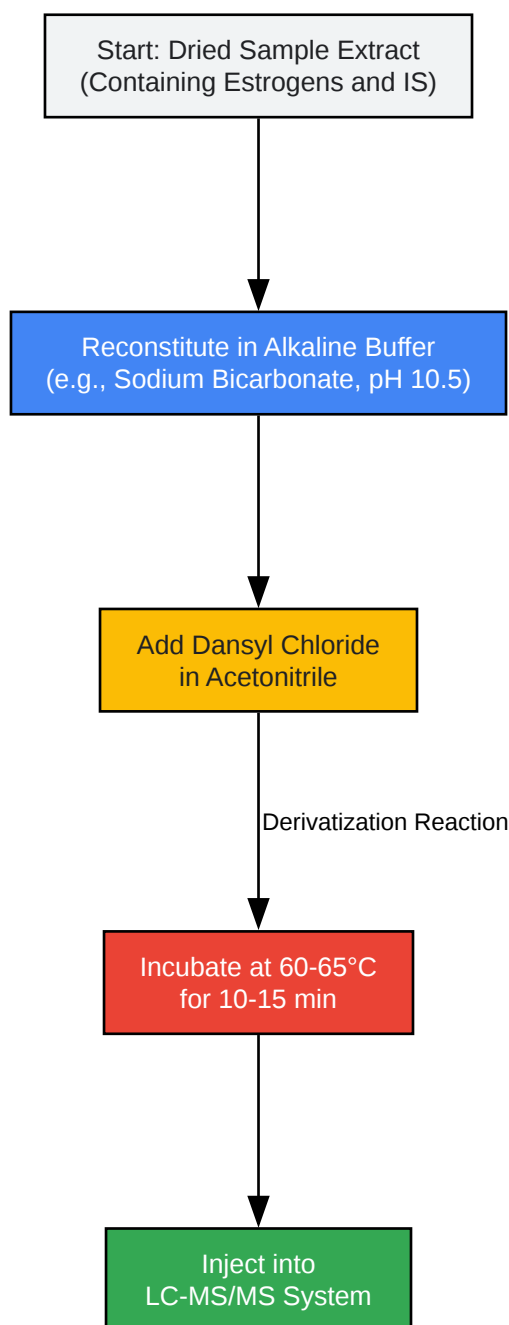 Start: Dried Sample Extract
(Containing Estrogens and IS)
Reconstitute in Alkaline Buffer
(e.g., Sodium Bicarbonate, pH 10.5)
Add Dansyl Chloride
in Acetonitrile
Derivatization Reaction
Incubate at 60-65°C
for 10-15 min
Inject into
LC-MS/MS System